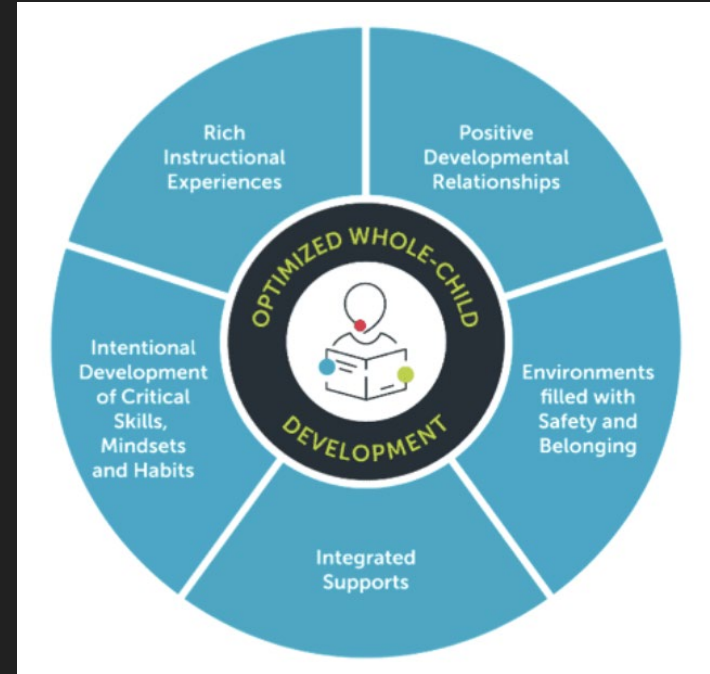 Rich
Instructional
Experiences
Positive
Developmental
Relationships
OPTIMIZED WHOLE-CHILD
DEVELOPMENT
Intentional
Development
of Critical
Skills,
Mindsets
and Habits
Environments
filled with
Safety and
Belonging
Integrated
Supports